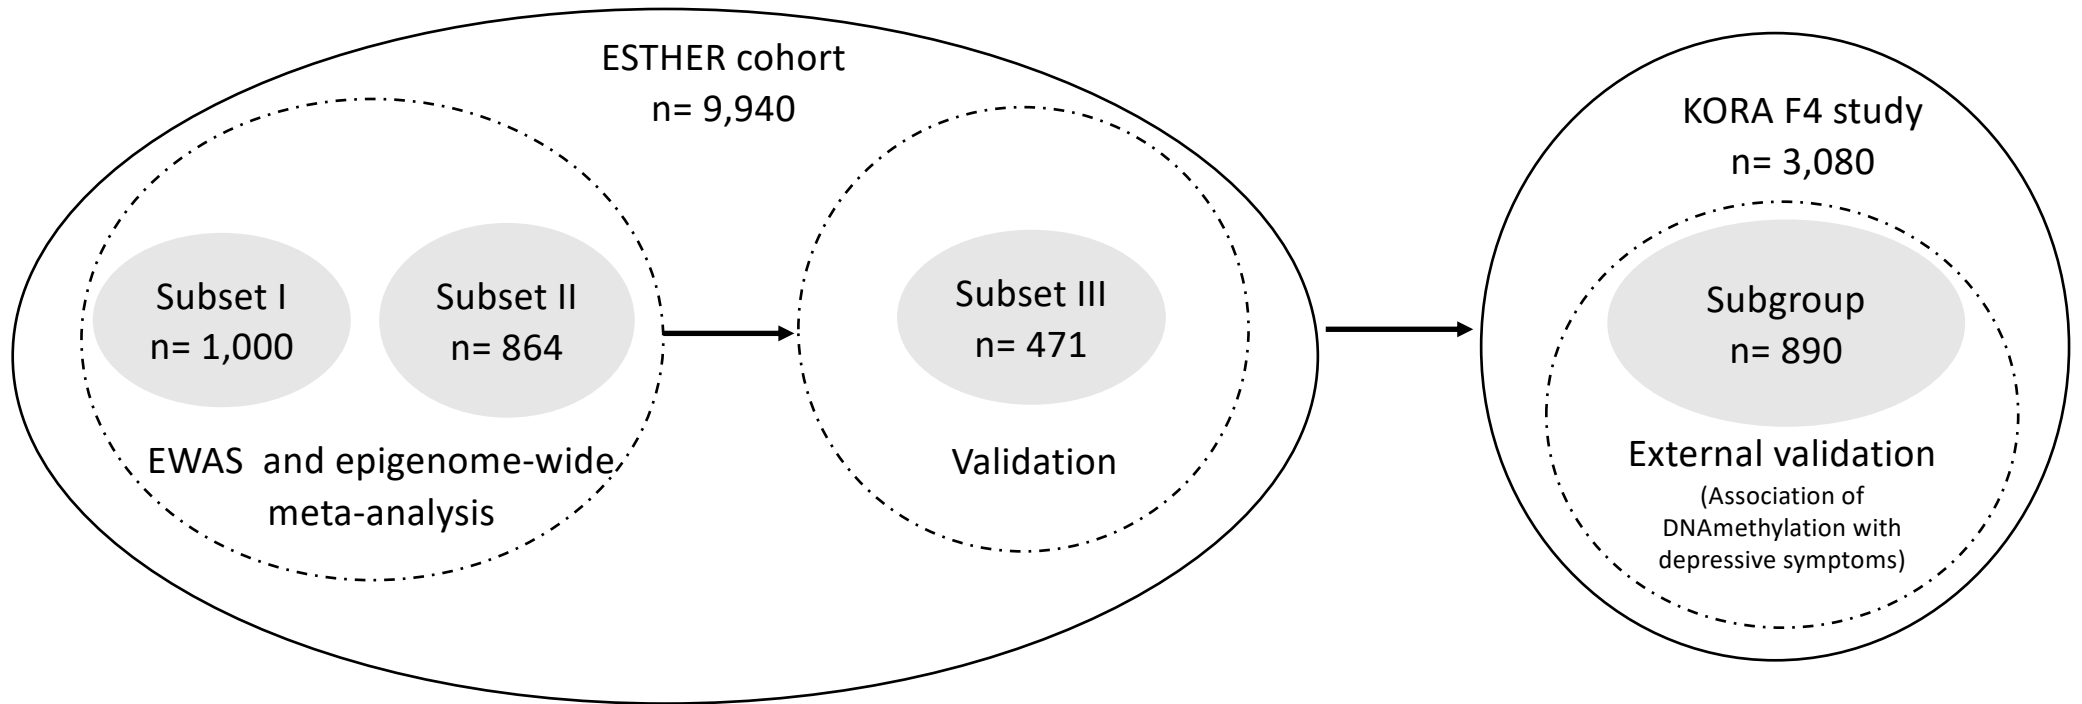 ESTHER cohort
n= 9,940
Subset I
n= 1,000
Subset II
n= 864
EWAS  and epigenome-wide
meta-analysis
Subset III
n= 471
Validation
KORA F4 study
n= 3,080
Subgroup
n= 890
External validation
(Association of
DNAmethylation with
depressive symptoms)